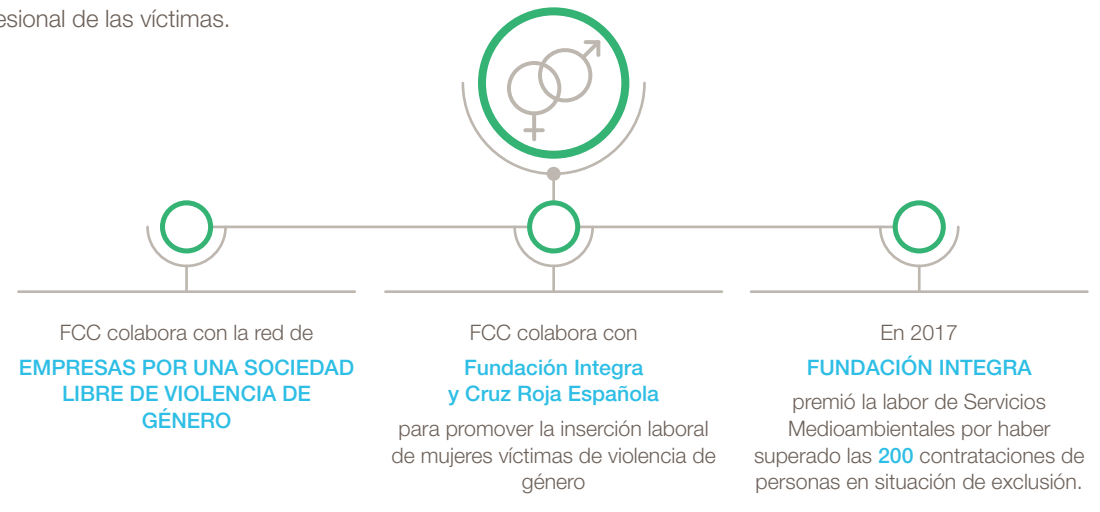 de las víctimas.
FCC colabora con la red de
EMPRESAS POR UNA SOCIEDAD
LIBRE DE VIOLENCIA DE
GÉNERO
FCC colabora con
Fundación Integra
y Cruz Roja Española
para promover la inserción laboral
de mujeres víctimas de violencia de
género
En 2017
FUNDACIÓN INTEGRA
premió la labor de Servicios
Medioambientales por haber
superado las 200 contrataciones de
personas en situación de exclusión.